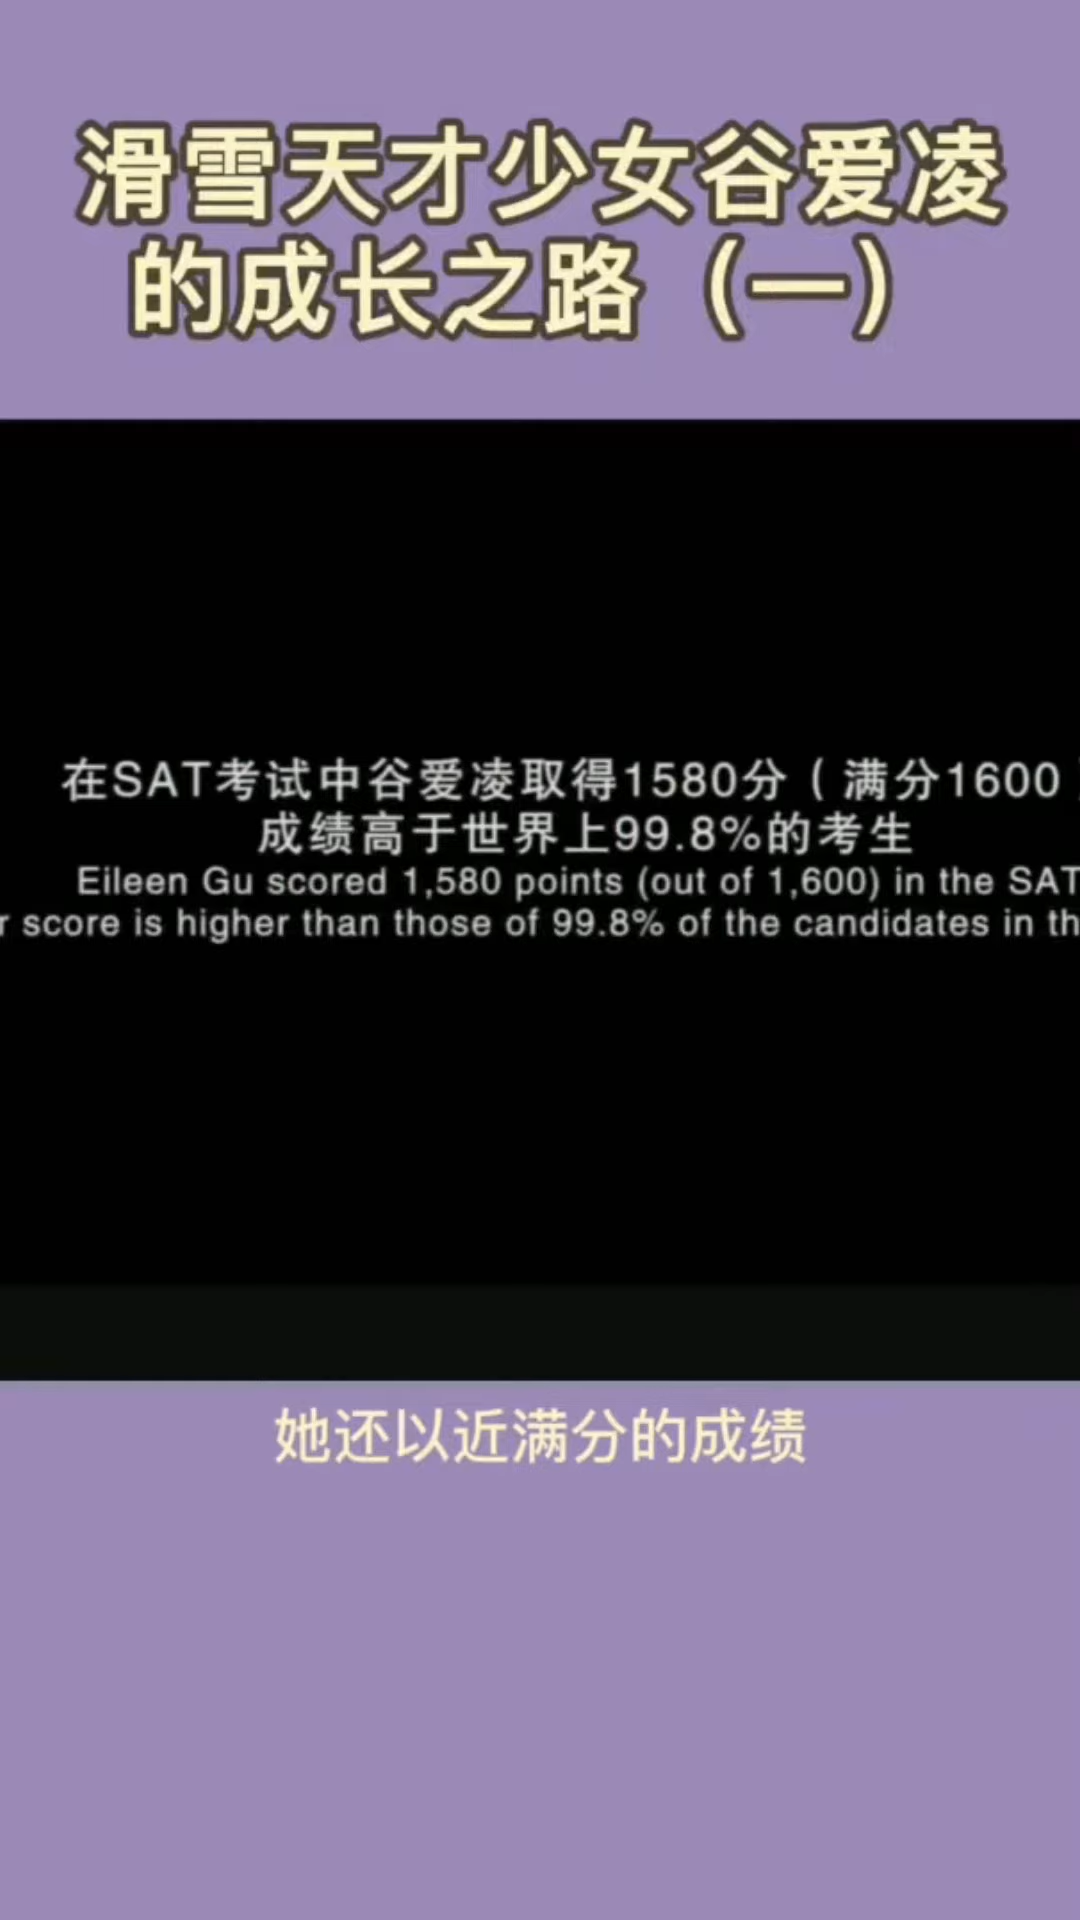 滑雪天才少女谷爱凌
的成长之路（一）
在SAT考试中谷爱凌取得1580分（满分1600
成绩高于世界上99.8%的考生
Eileen Gu scored 1,580 points (out of 1,600) in the SAT
r score is higher than those of 99.8% of the candidates in th
她还以近满分的成绩